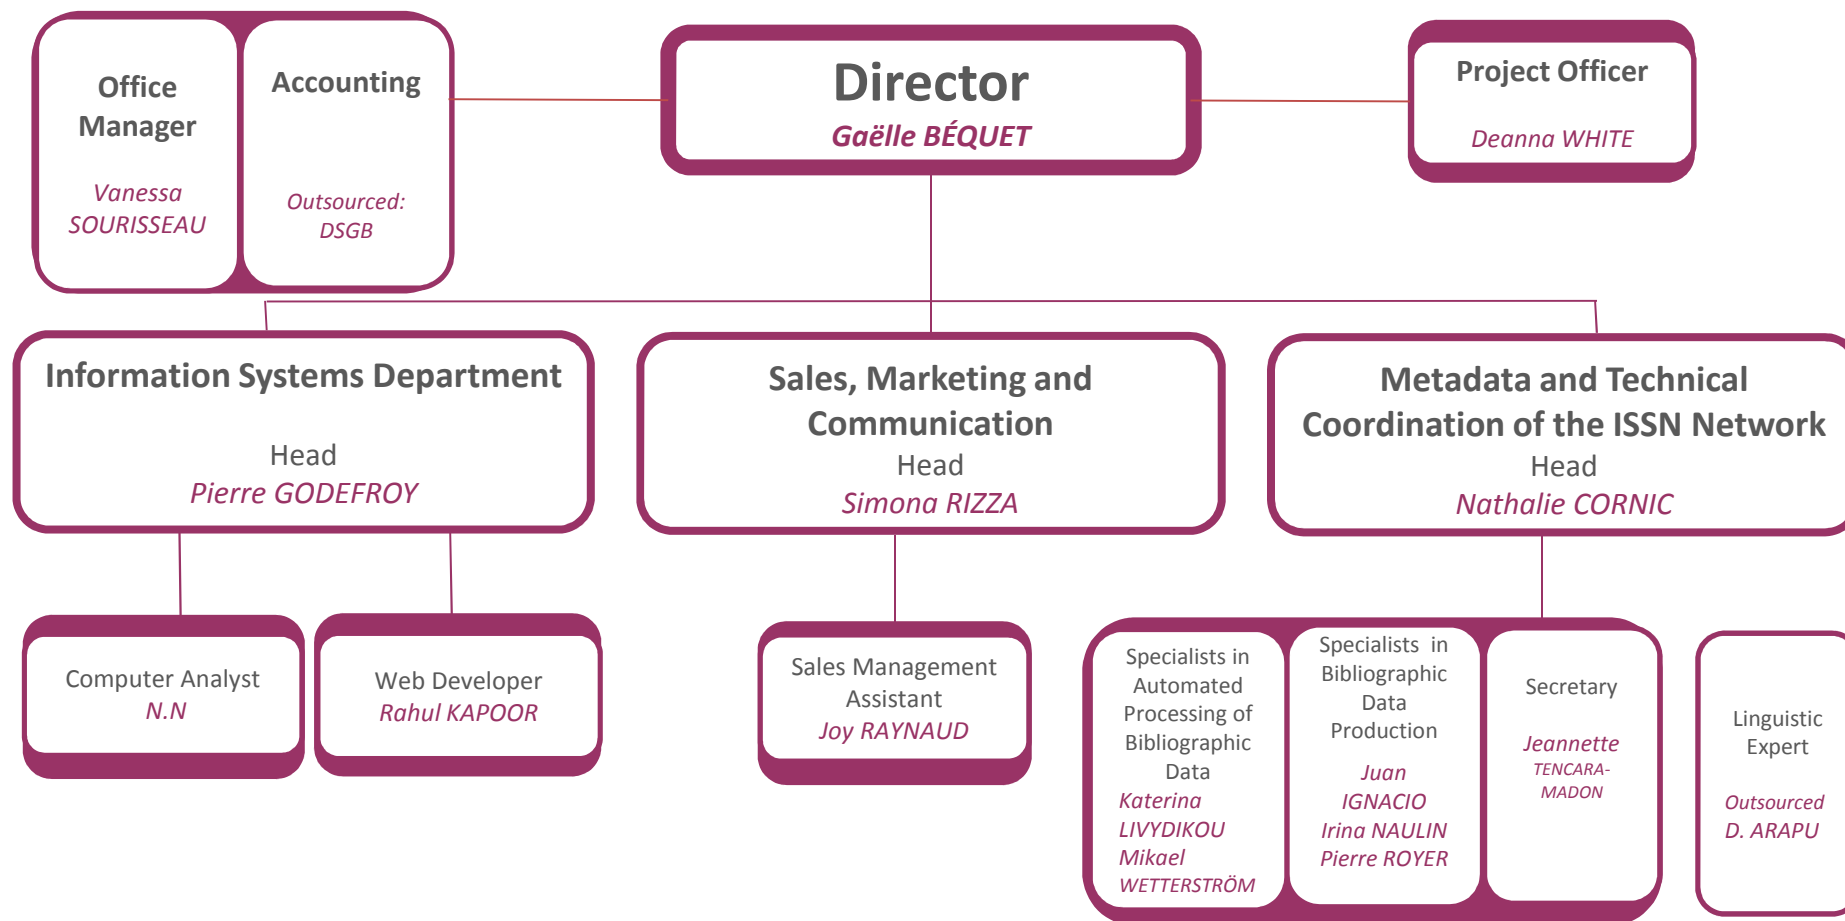 Office
Manager
Vanessa
SOURISSEAU
Accounting
Outsourced:
DSGB
Director
Gaëlle BÉQUET
Project Officer
Deanna WHITE
Information Systems Department
Head
Pierre GODEFROY
Sales, Marketing and
Communication
Head
Simona RIZZA
Metadata and Technical
Coordination of the ISSN Network
Head
Nathalie CORNIC
Computer Analyst
N.N
Web Developer
Rahul KAPOOR
Sales Management
Assistant
Joy RAYNAUD
Specialists in
Automated
Processing of
Bibliographic
Data
Katerina
LIVYDIKOU
Mikael
WETTERSTRÖM
Specialists in
Bibliographic
Data
Production
Juan
IGNACIO
Irina NAULIN
Pierre ROYER
Secretary
Jeannette
TENCARA-
MADON
Linguistic
Expert
Outsourced
D. ARAPU